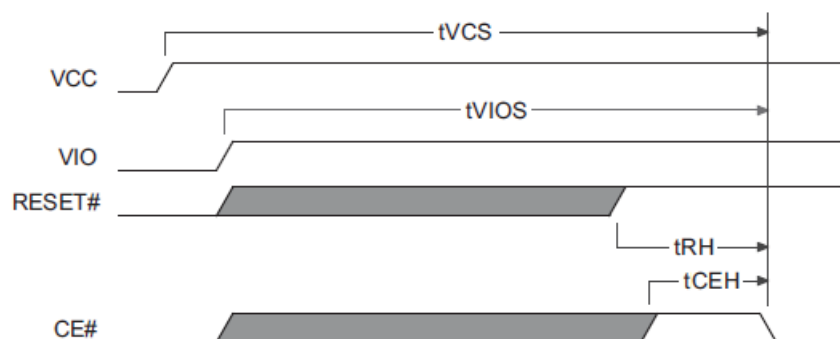 tVCS
VCC
tVIOS
VIO
RESET#
tRH
tCEH
CE#